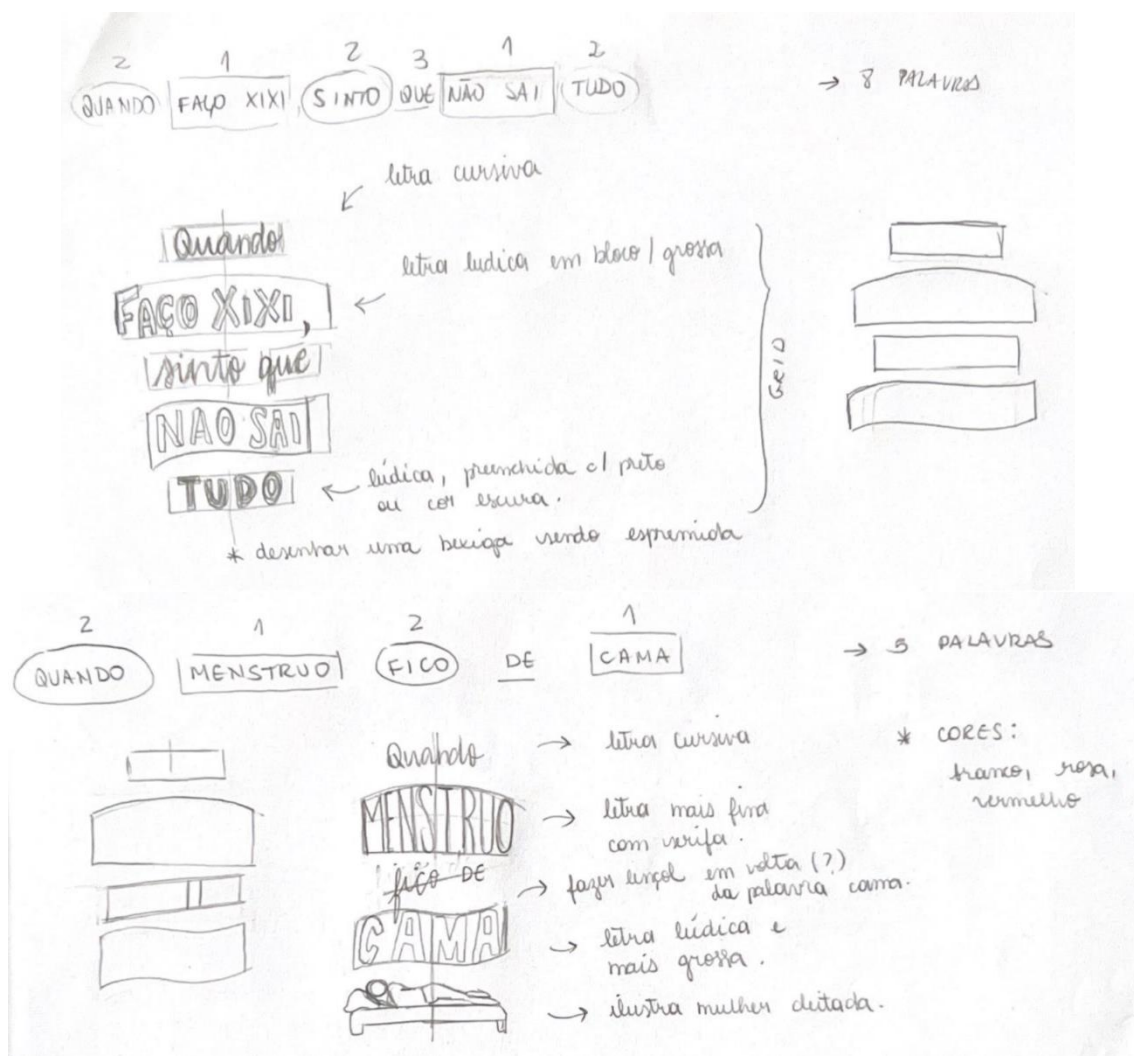 2 1 2 3 1 2
QUANDO FAÇO XIXI, SINTO QUE NÃO SAI TUDO
→ 8 PALAVRAS
letra cursiva
Quando
letra ludica em bloco / grossa
FAÇO XIXI,
sinto que
NAO SAI
TUDO
lúdica, preenchida c/ preto
ou cor escura.
GRID
* desenhar uma bexiga sendo espremida
2 1 2 1
QUANDO MENSTRUO FICO DE CAMA
→ 5 PALAVRAS
Quando
→ letra cursiva
MENSTRUO
→ letra mais fina
com serifa.
fico DE
→ fazer lençol em volta (?)
da palavra cama.
CAMA
→ letra lúdica e
mais grossa.
→ ilustra mulher deitada.
* CORES:
branco, rosa,
vermelho